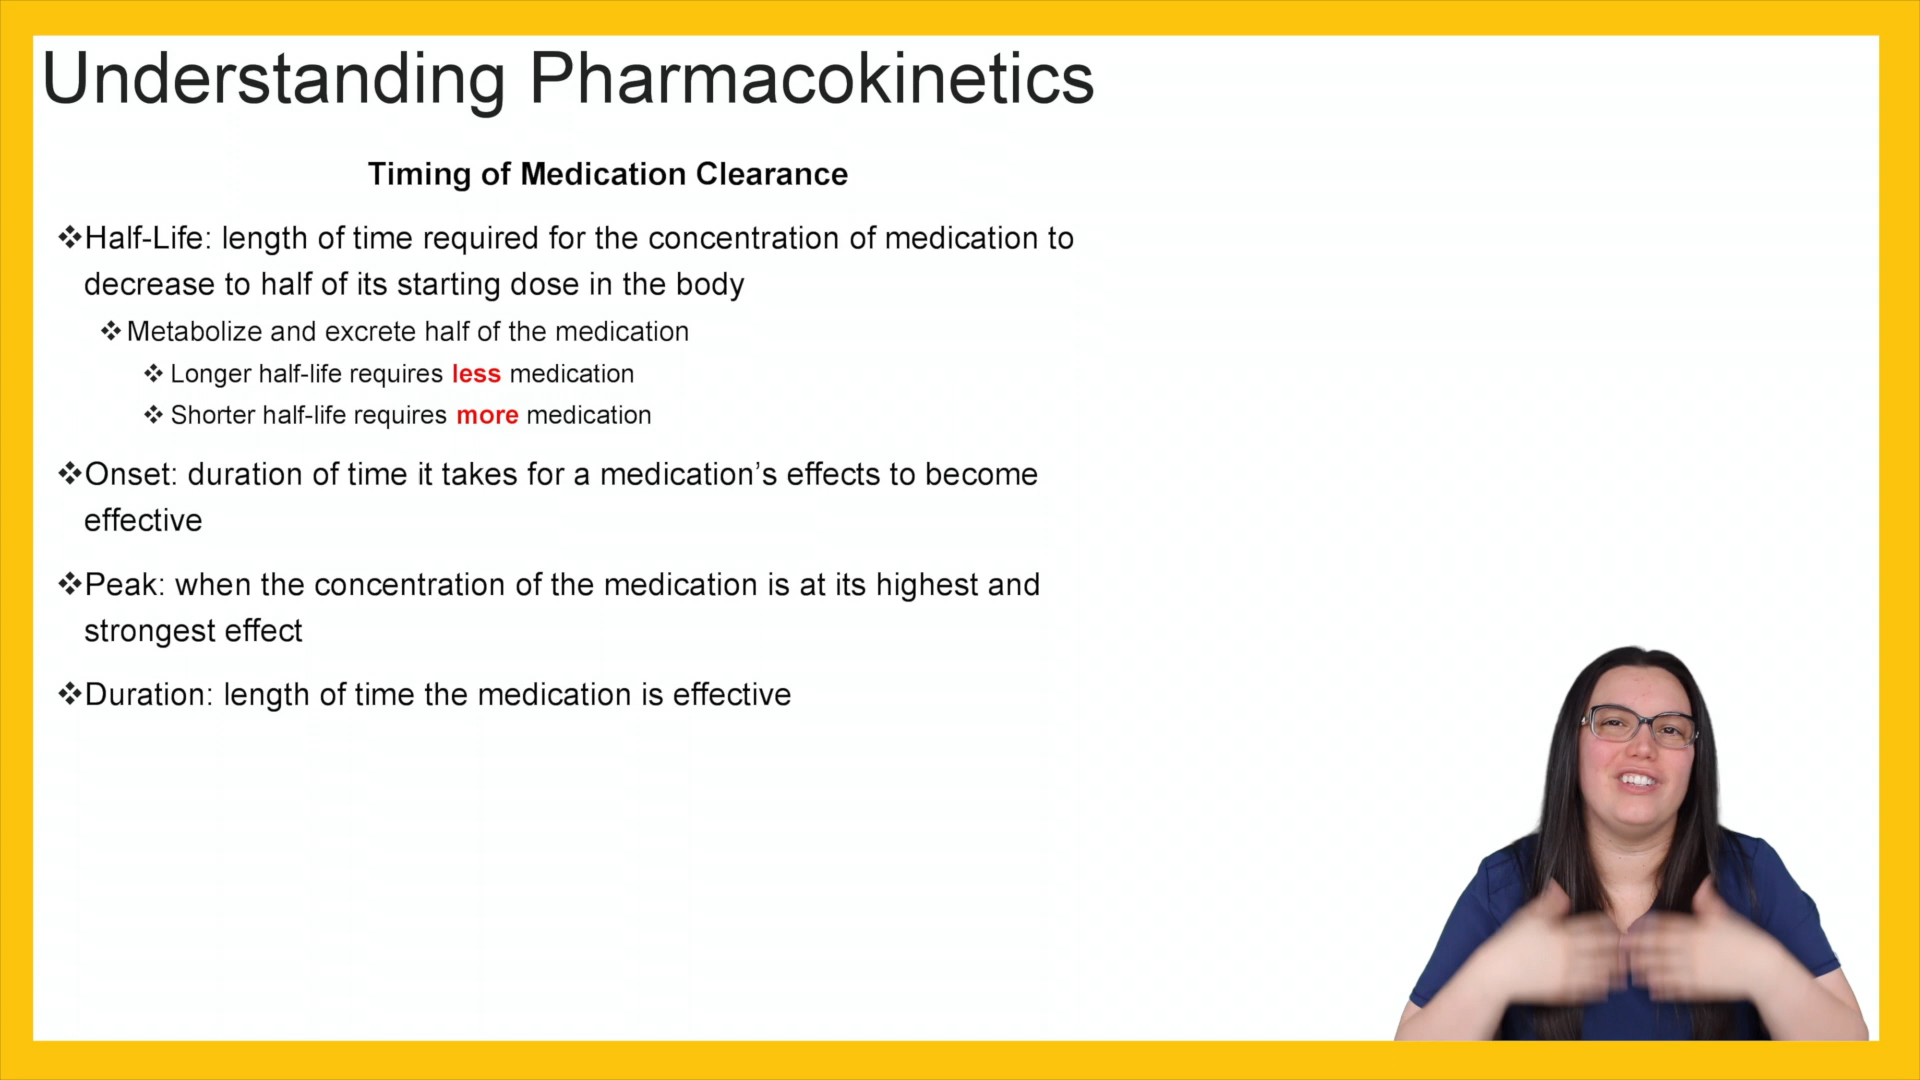 Understanding Pharmacokinetics
Timing of Medication Clearance
❖Half-Life: length of time required for the concentration of medication to
decrease to half of its starting dose in the body
❖Metabolize and excrete half of the medication
❖ Longer half-life requires less medication
❖ Shorter half-life requires more medication
❖Onset: duration of time it takes for a medication’s effects to become
effective
❖Peak: when the concentration of the medication is at its highest and
strongest effect
❖Duration: length of time the medication is effective